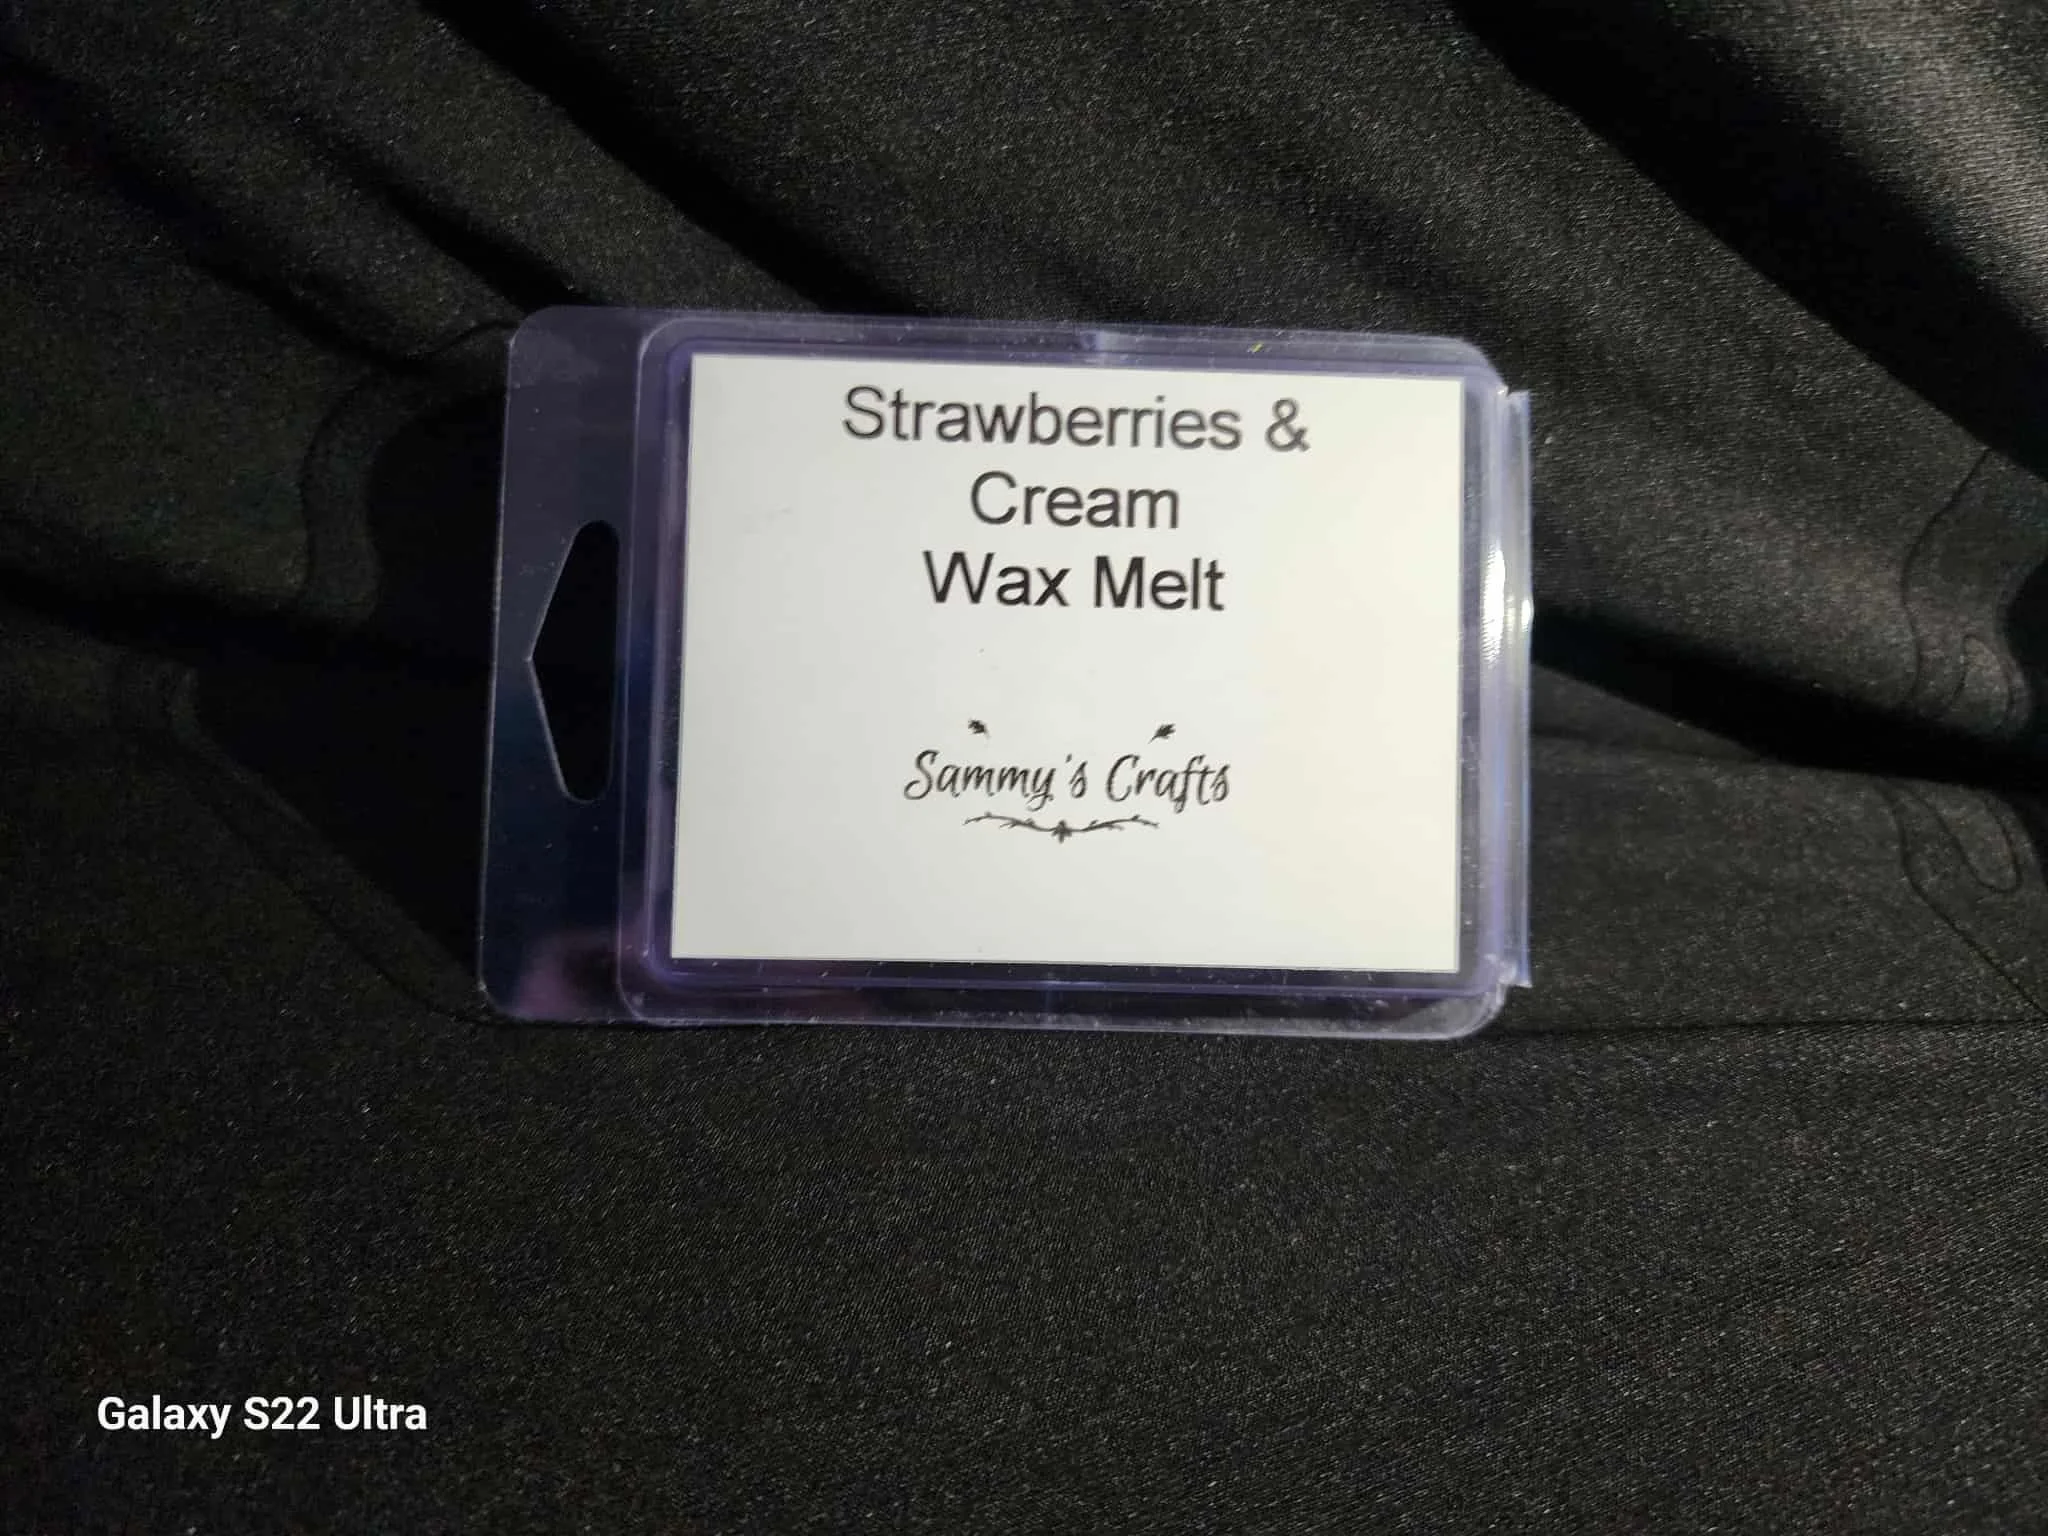 Strawberries &
Cream
Wax Melt
Sammy's Crafts
Galaxy S22 Ultra